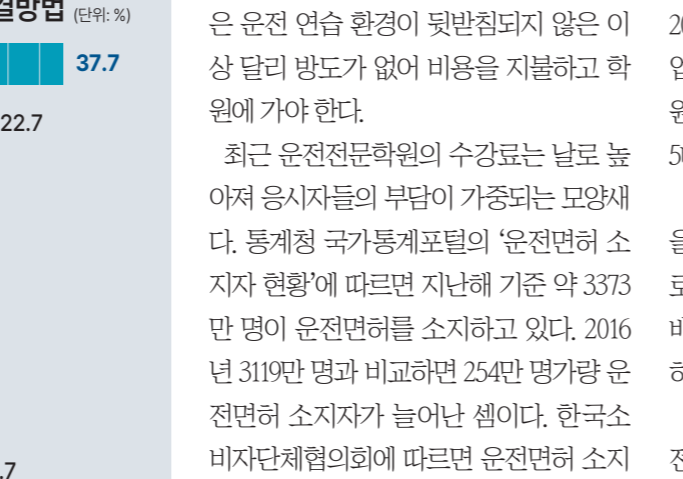 결방법 (단위: %)
37.7
22.7
.7
은 운전 연습 환경이 뒷받침되지 않은 이
상 달리 방도가 없어 비용을 지불하고 학
원에 가야 한다.
최근 운전전문학원의 수강료는 날로 높
아져 응시자들의 부담이 가중되는 모양새
다. 통계청 국가통계포털의 ‘운전면허 소
지자 현황’에 따르면 지난해 기준 약 3373
만 명이 운전면허를 소지하고 있다. 2016
년 3119만 명과 비교하면 254만 명가량 운
전면허 소지자가 늘어난 셈이다. 한국소
비자단체협의회에 따르면 운전면허 소지